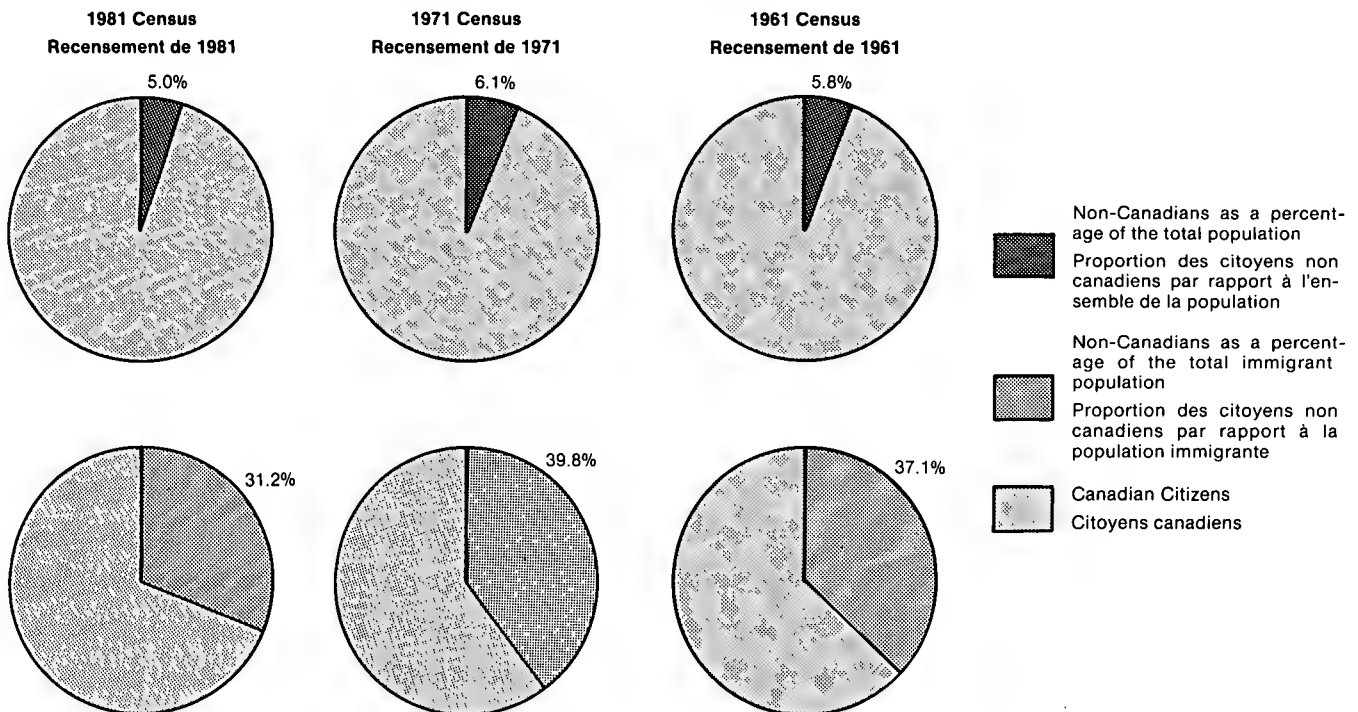 1981 Census
Recensement de 1981
5.0%
1971 Census
Recensement de 1971
6.1%
1961 Census
Recensement de 1961
5.8%
31.2%
39.8%
37.1%
Non-Canadians as a percent-
age of the total population
Proportion des citoyens non
canadiens par rapport à l'en-
semble de la population
Non-Canadians as a percent-
age of the total immigrant
population
Proportion des citoyens non
canadiens par rapport à la
population immigrante
Canadian Citizens
Citoyens canadiens